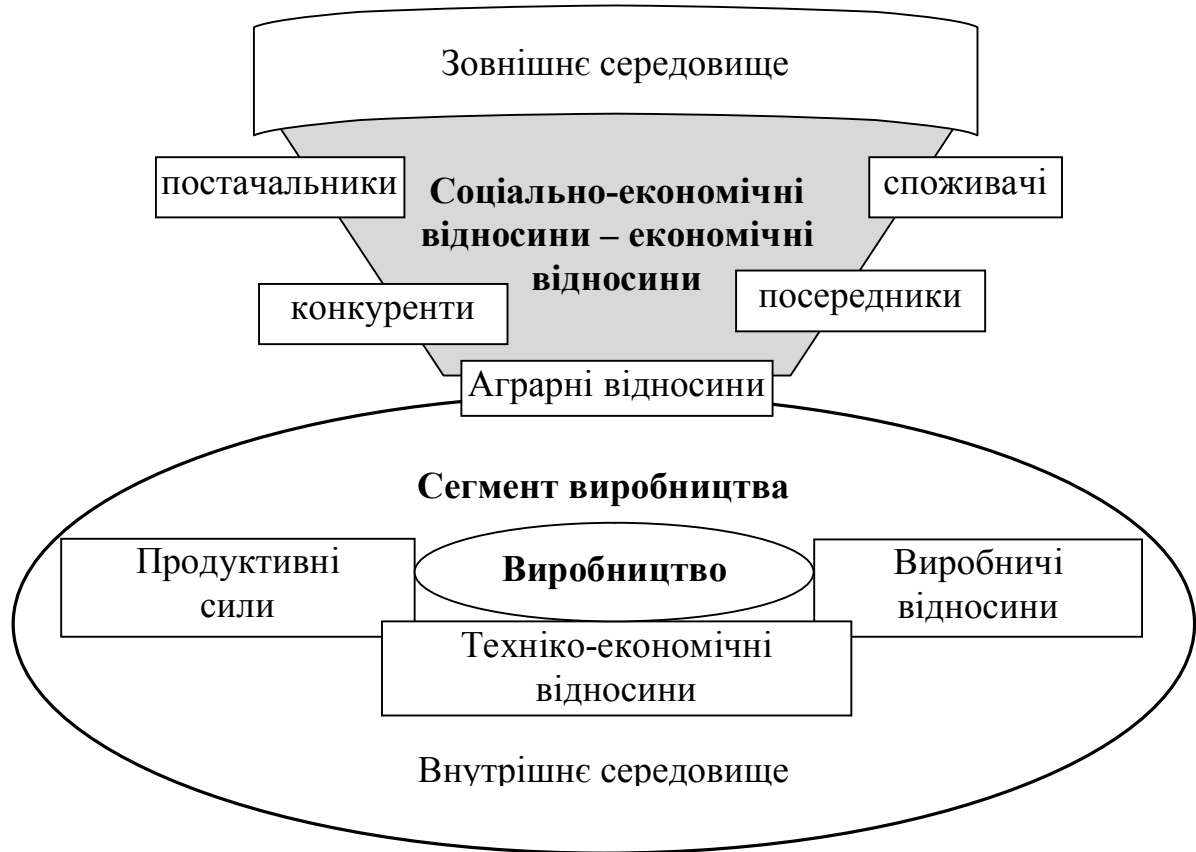 Зовнішнє середовище
постачальники
споживачі
Соціально-економічні
відносини – економічні
відносини
конкуренти
посередники
Аграрні відносини
Сегмент виробництва
Продуктивні
сили
Виробництво
Виробничі
відносини
Техніко-економічні
відносини
Внутрішнє середовище